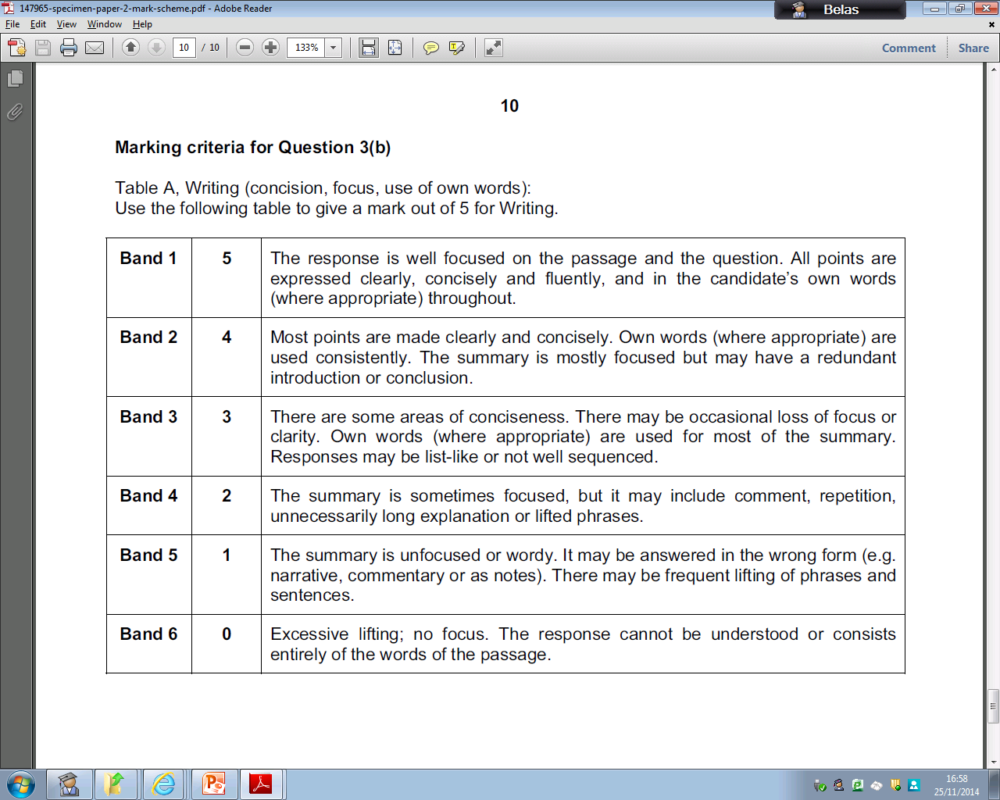 147965-specimen-paper-2-mark-scheme.pdf - Adobe Reader
Belas
File Edit View Window Help
10 / 10 133% Comment Share
10
Marking criteria for Question 3(b)
Table A, Writing (concision, focus, use of own words):
Use the following table to give a mark out of 5 for Writing.
Band 1 5 The response is well focused on the passage and the question. All points are
expressed clearly, concisely and fluently, and in the candidate's own words
(where appropriate) throughout.
Band 2 4 Most points are made clearly and concisely. Own words (where appropriate) are
used consistently. The summary is mostly focused but may have a redundant
introduction or conclusion.
Band 3 3 There are some areas of conciseness. There may be occasional loss of focus or
clarity. Own words (where appropriate) are used for most of the summary.
Responses may be list-like or not well sequenced.
Band 4 2 The summary is sometimes focused, but it may include comment, repetition,
unnecessarily long explanation or lifted phrases.
Band 5 1 The summary is unfocused or wordy. It may be answered in the wrong form (e.g.
narrative, commentary or as notes). There may be frequent lifting of phrases and
sentences.
Band 6 0 Excessive lifting; no focus. The response cannot be understood or consists
entirely of the words of the passage.
16:58
25/11/2014